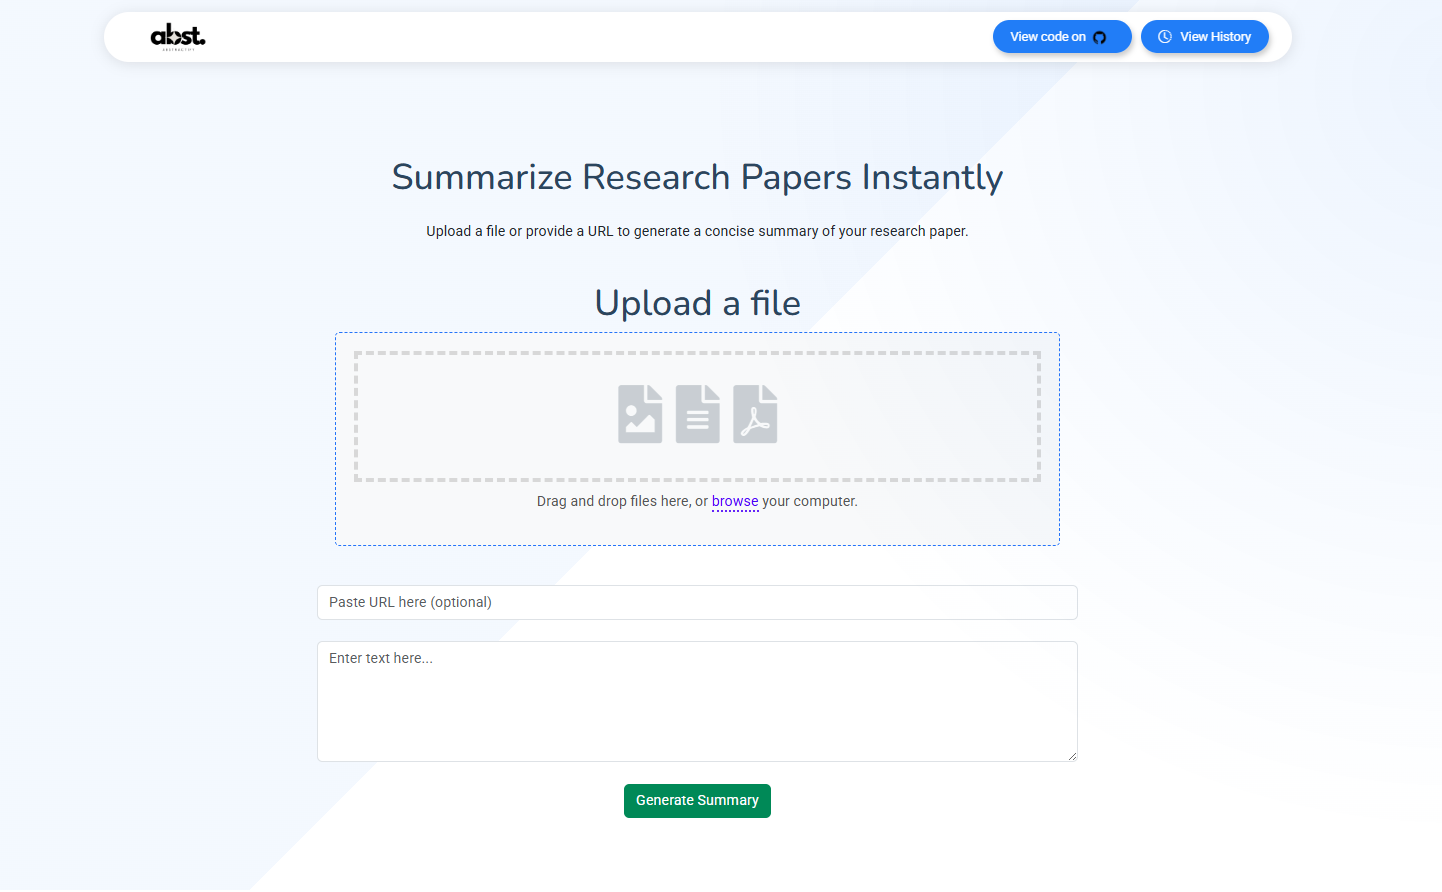 abst.
View code on
View History
Summarize Research Papers Instantly
Upload a file or provide a URL to generate a concise summary of your research paper.
Upload a file
Drag and drop files here, or browse your computer.
Paste URL here (optional)
Enter text here...
Generate Summary